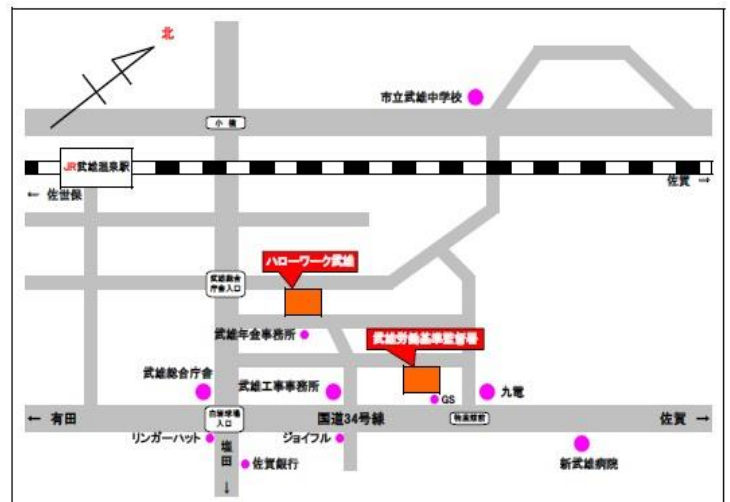 北
市立武雄中学校
小楠
JR武雄温泉駅
← 佐世保
佐賀 →
ハローワーク武雄
武雄総合
庁舎入口
武雄年金事務所
武雄労働基準監督署
武雄総合庁舎
武雄工事事務所
九電
GS
← 有田
白岩球場
入口
国道34号線
佐賀 →
リンガーハット
ジョイフル
塩田
↓
佐賀銀行
新武雄病院